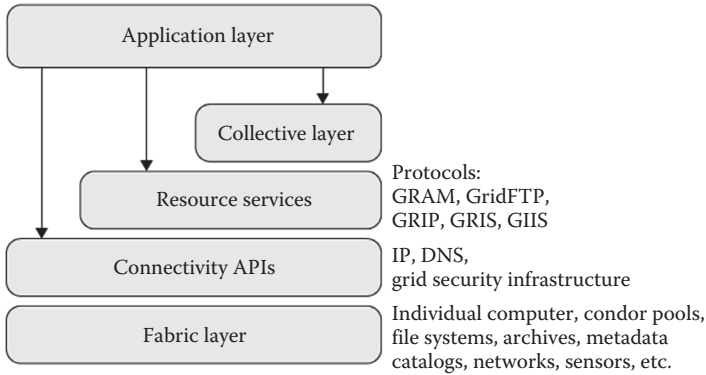 Application layer
Collective layer
Resource services
Protocols:
GRAM, GridFTP,
GRIP, GRIS, GIIS
Connectivity APIs
IP, DNS,
grid security infrastructure
Fabric layer
Individual computer, condor pools,
file systems, archives, metadata
catalogs, networks, sensors, etc.